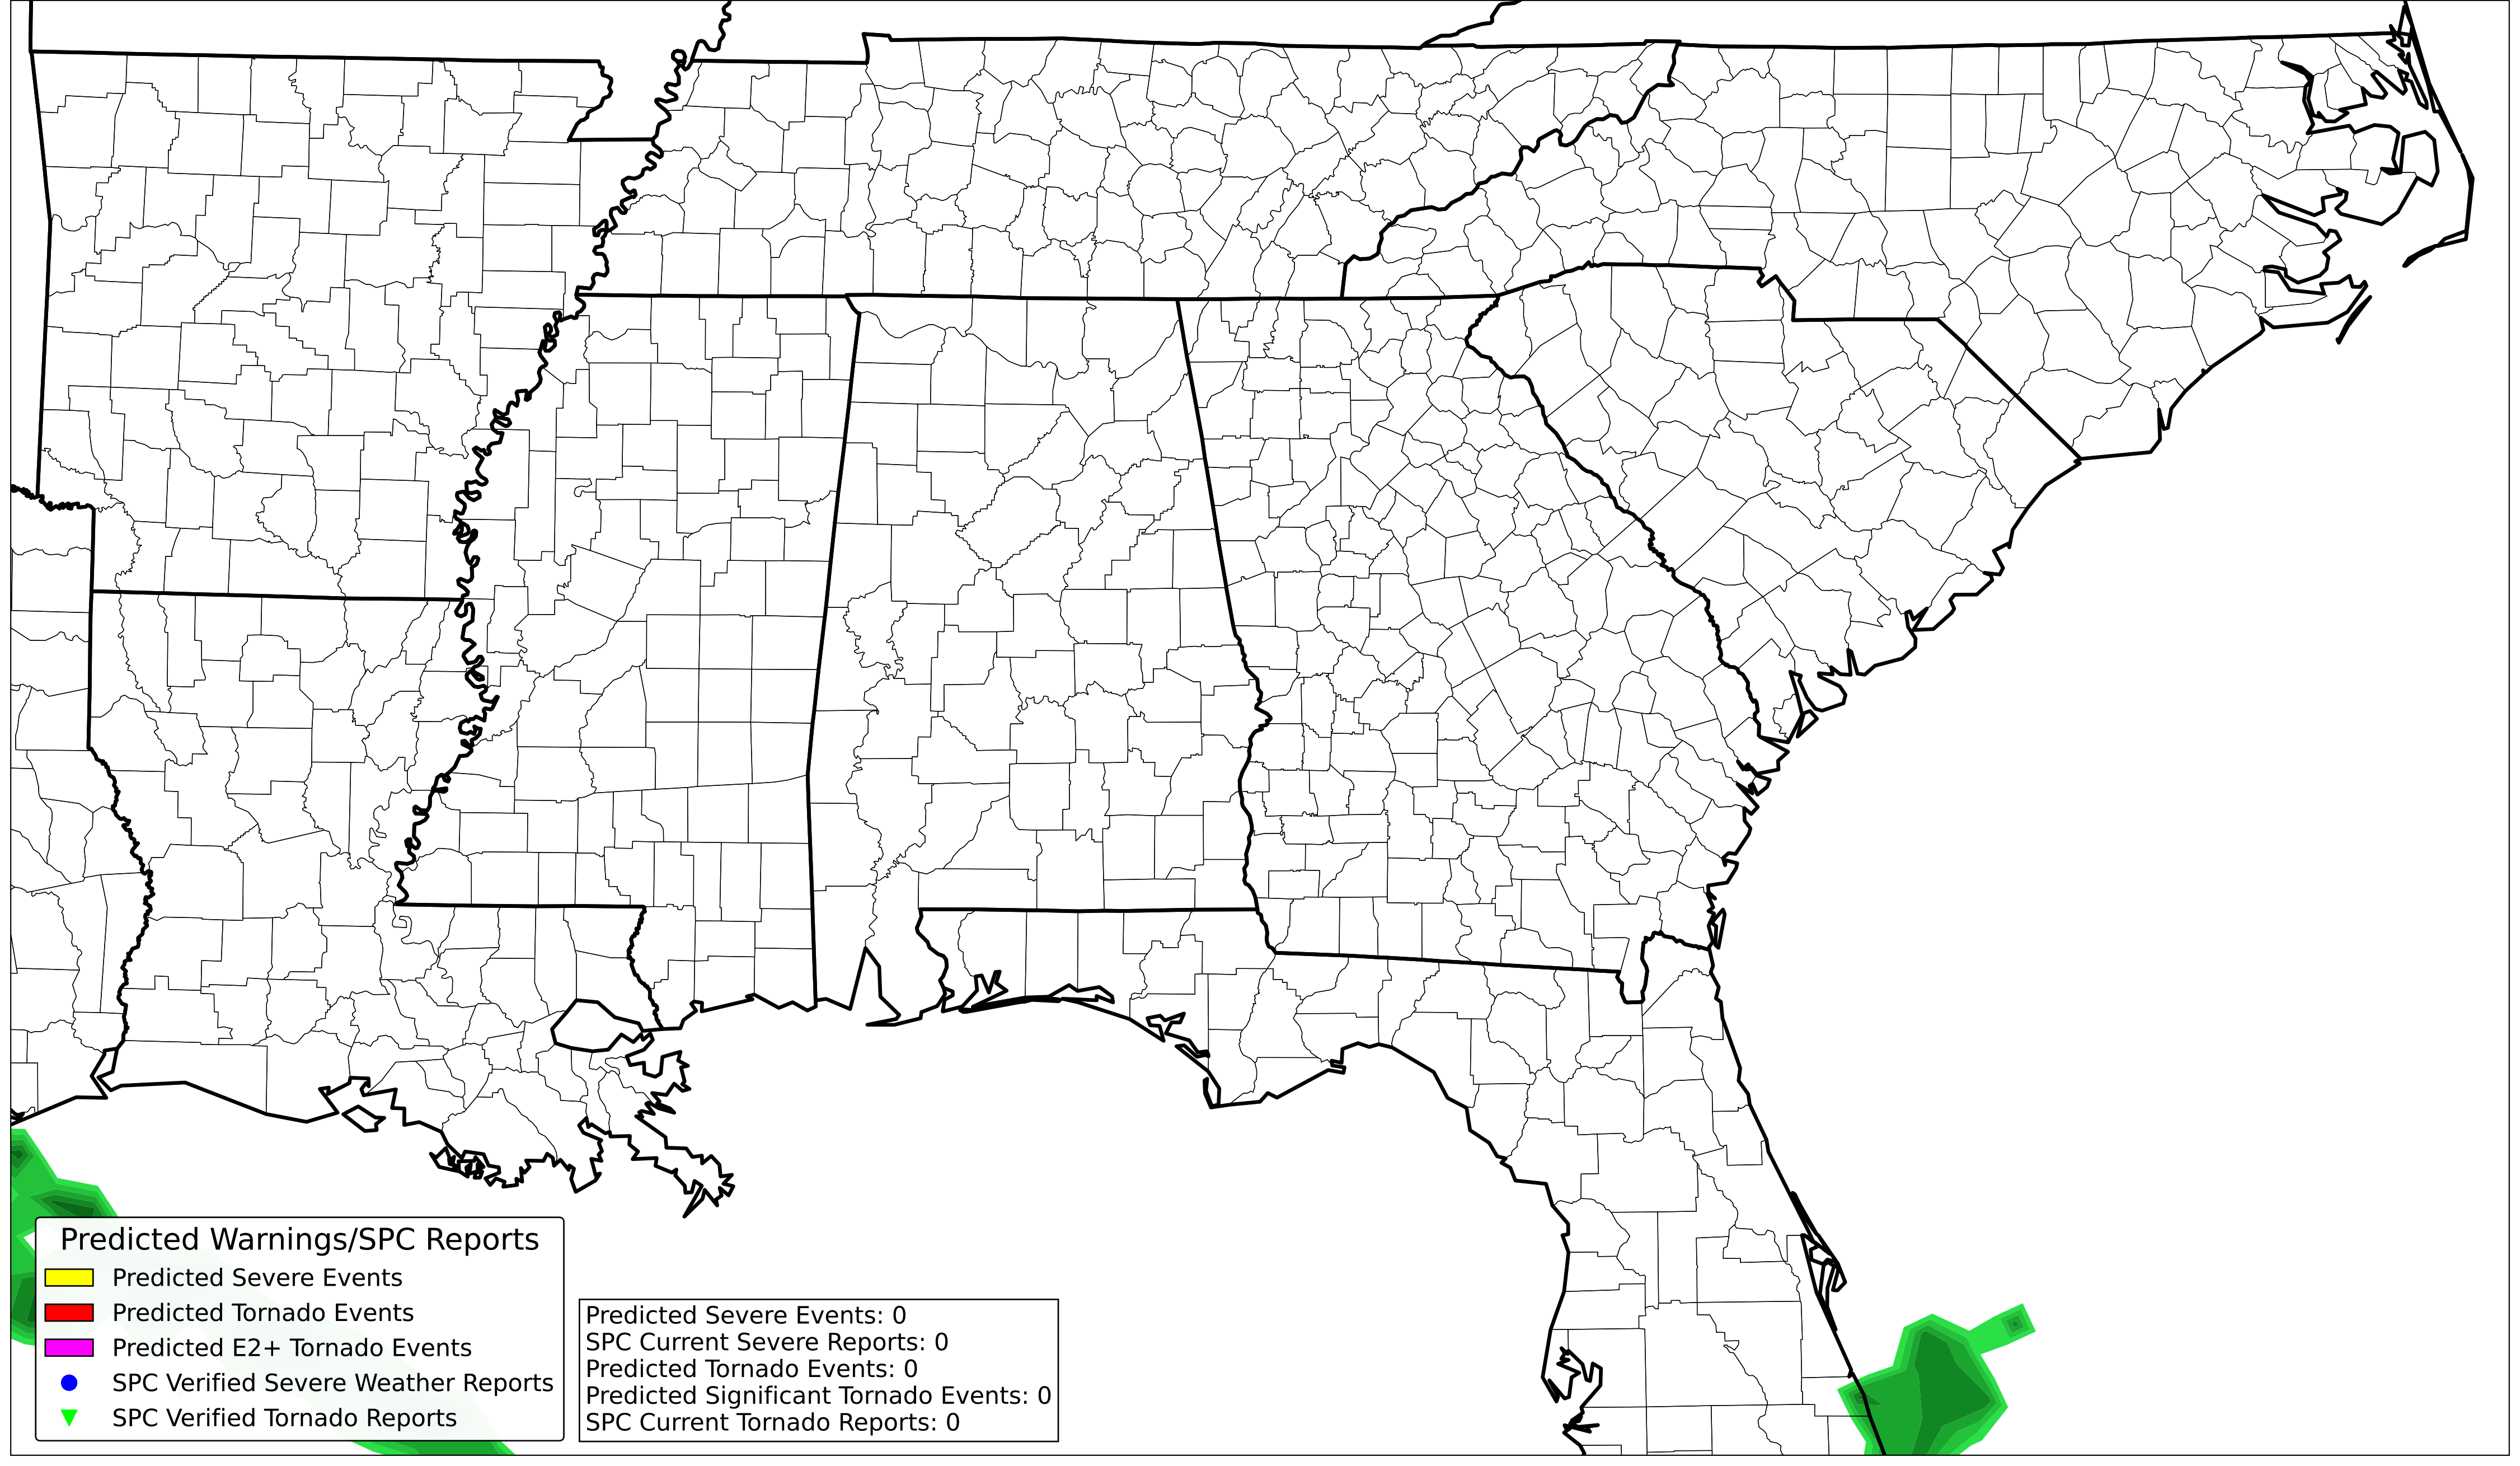 Predicted Warnings/SPC Reports
Predicted Severe Events
Predicted Tornado Events
Predicted E2+ Tornado Events
SPC Verified Severe Weather Reports
SPC Verified Tornado Reports
Predicted Severe Events: 0
SPC Current Severe Reports: 0
Predicted Tornado Events: 0
Predicted Significant Tornado Events: 0
SPC Current Tornado Reports: 0